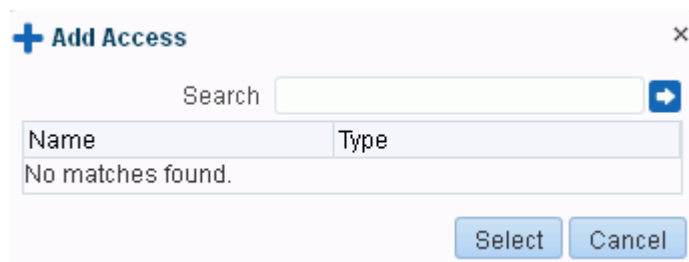 Add Access
Search
Name Type
No matches found.
Select Cancel